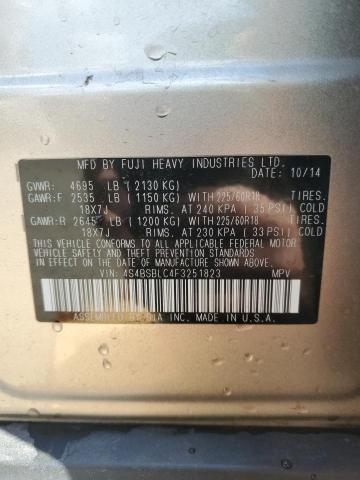 MFD BY FUJI HEAVY INDUSTRIES LTD.
DATE: 10/14
GVWR: 4695 LB (2130 KG)
GAWR: F 2535 LB (1150 KG) WITH 225/60R18 TIRES.
18X7J RIMS. AT 240 KPA (35 PSI) COLD
GAWR: R 2645 LB (1200 KG) WITH 225/60R18 TIRES.
18X7J RIMS. AT 230 KPA (33 PSI) COLD
THIS VEHICLE CONFORMS TO ALL APPLICABLE FEDERAL MOTOR
VEHICLE SAFETY STANDARDS IN EFFECT ON THE DATE OF
MANUFACTURE SHOWN ABOVE.
VIN: 4S4BSBLC4F3251823 MPV
ASSEMBLED BY SIA INC. MADE IN U.S.A.